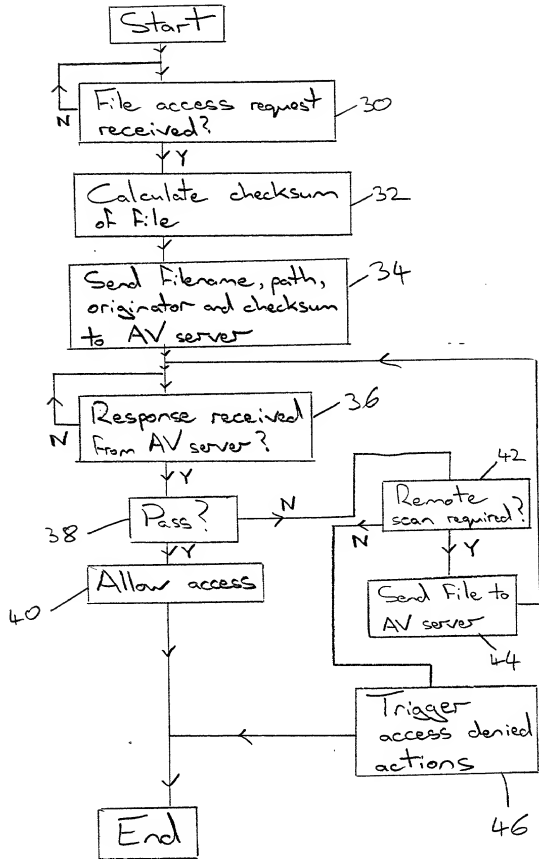 Start
File access request
received?
30
N
Y
Calculate checksum
of file
32
Send Filename, path,
originator and checksum
to AV server
34
Response received
from AV server?
36
N
Y
Pass?
38
N
Y
Remote
scan required?
42
N
Y
Allow access
40
Send File to
AV server
44
Trigger
access denied
actions
46
End